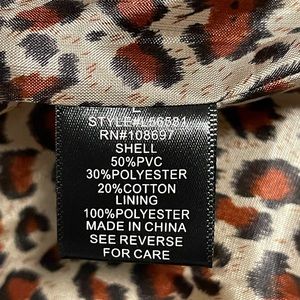 L
STYLE#L56581
RN#108697
SHELL
50%PVC
30%POLYESTER
20%COTTON
LINING
100%POLYESTER
MADE IN CHINA
SEE REVERSE
FOR CARE